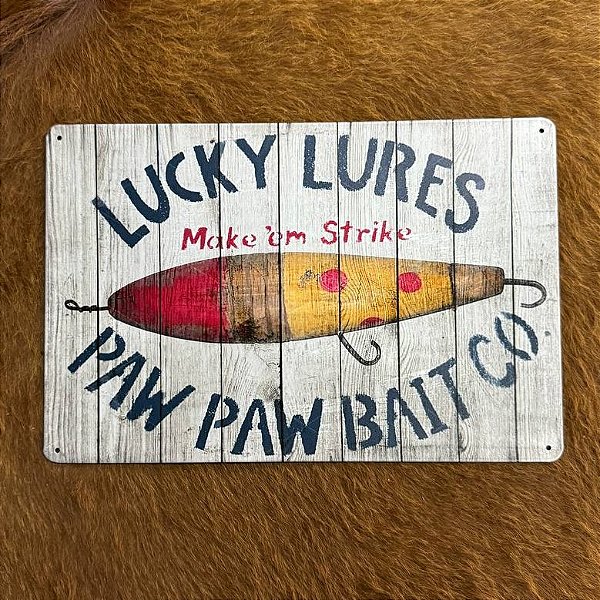 LUCKY LURES
Make 'em Strike
PAW PAW BAIT CO.